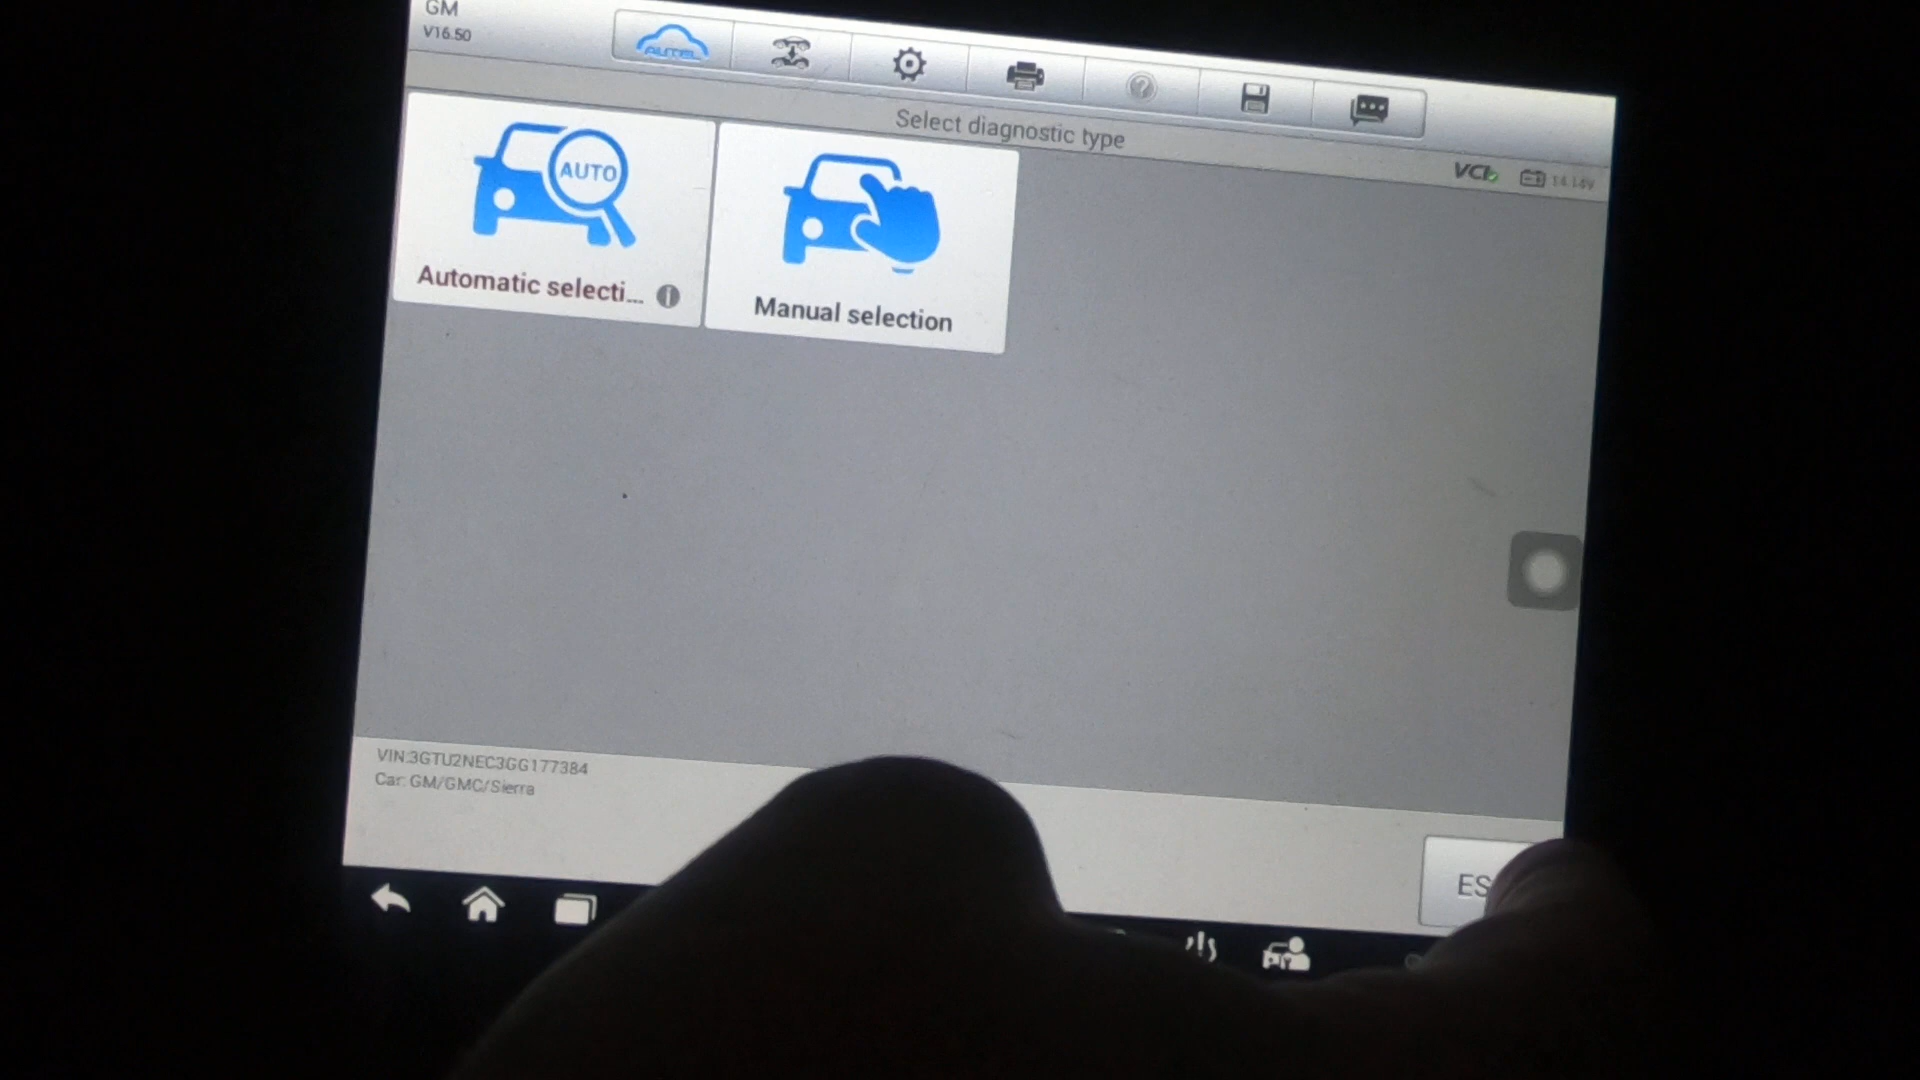 GM
V16.50
AUTEL
Select diagnostic type
VCI
AUTO
Automatic selecti...
Manual selection
VIN:3GTU2NEC3GG177384
Car: GM/GMC/Sierra
ES